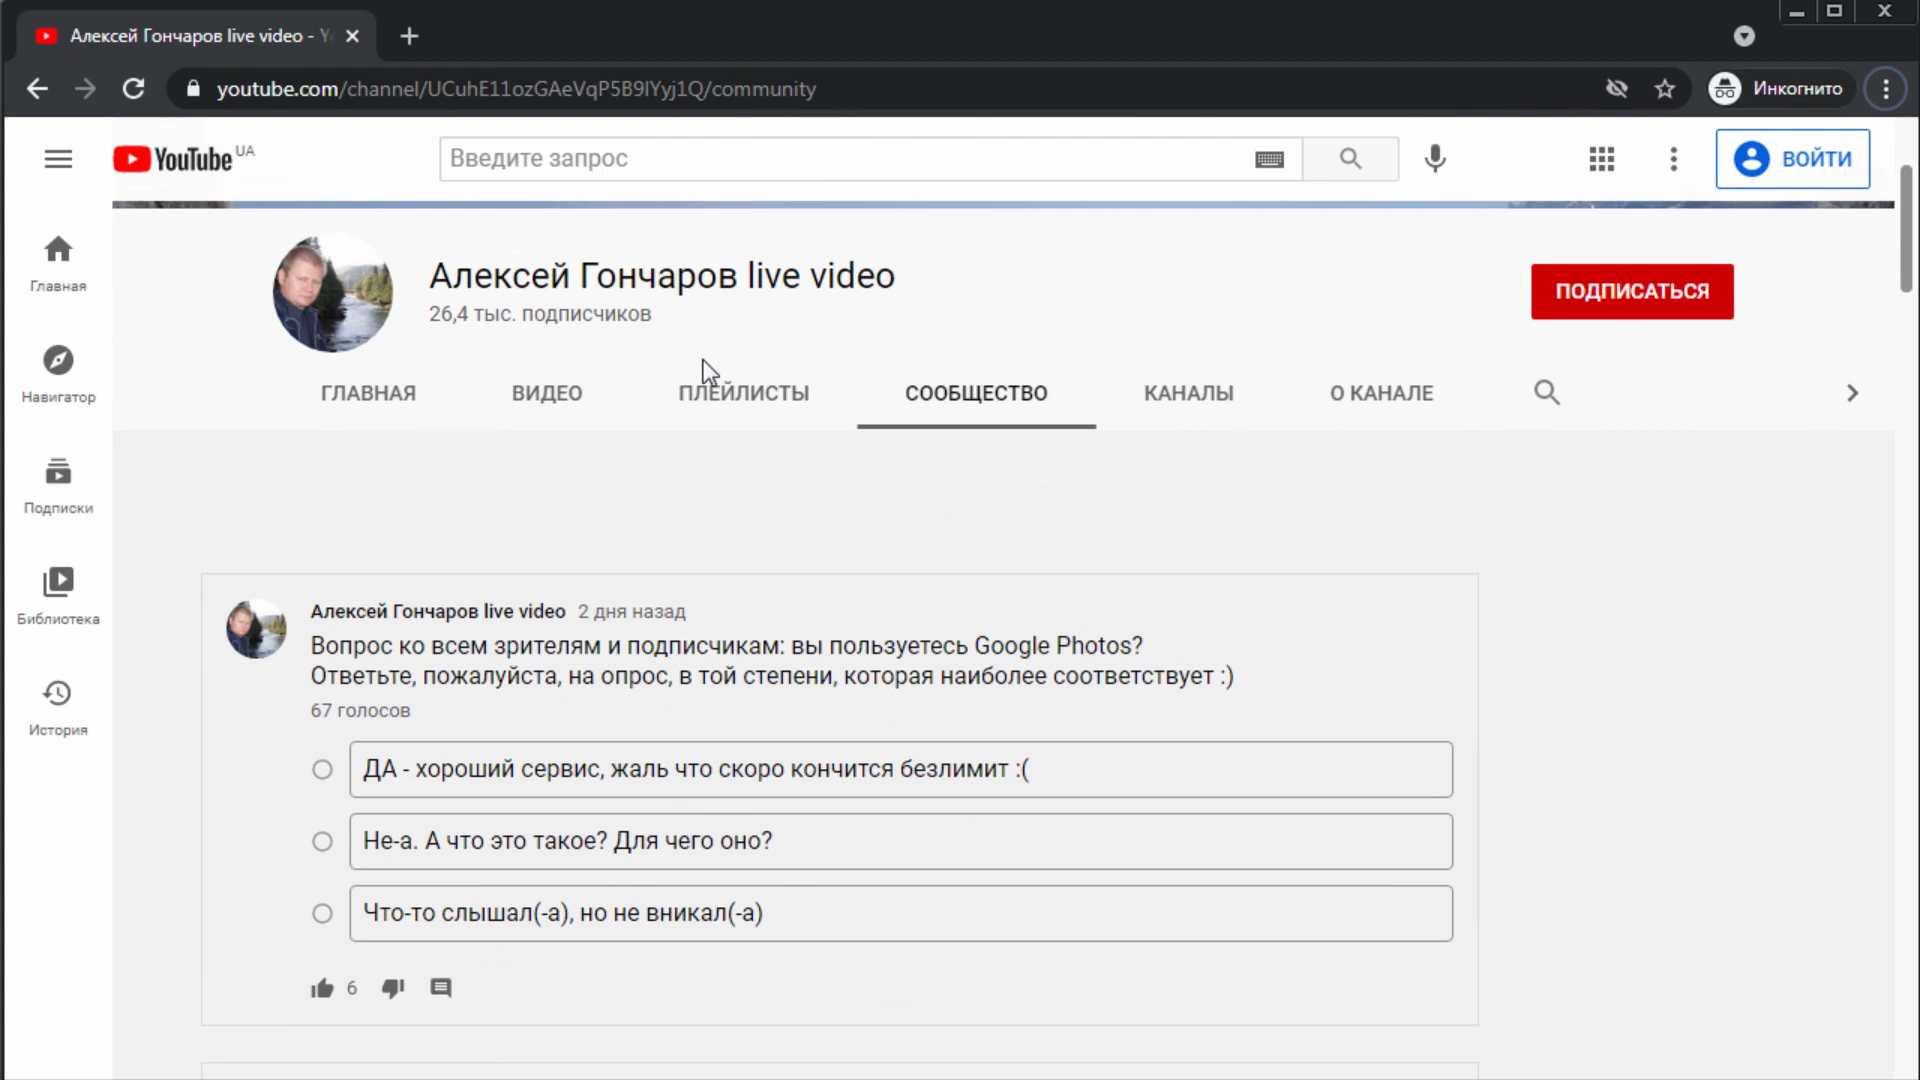 Алексей Гончаров live video - Y
youtube.com/channel/UCuhE11ozGAeVqP5B9lYyj1Q/community
Инкогнито
YouTube UA
Введите запрос
ВОЙТИ
Главная
Навигатор
Подписки
Библиотека
История
Алексей Гончаров live video
26,4 тыс. подписчиков
ПОДПИСАТЬСЯ
ГЛАВНАЯ ВИДЕО ПЛЕЙЛИСТЫ СООБЩЕСТВО КАНАЛЫ О КАНАЛЕ
Алексей Гончаров live video 2 дня назад
Вопрос ко всем зрителям и подписчикам: вы пользуетесь Google Photos?
Ответьте, пожалуйста, на опрос, в той степени, которая наиболее соответствует :)
67 голосов
ДА - хороший сервис, жаль что скоро кончится безлимит :(
Не-а. А что это такое? Для чего оно?
Что-то слышал(-а), но не вникал(-а)
6